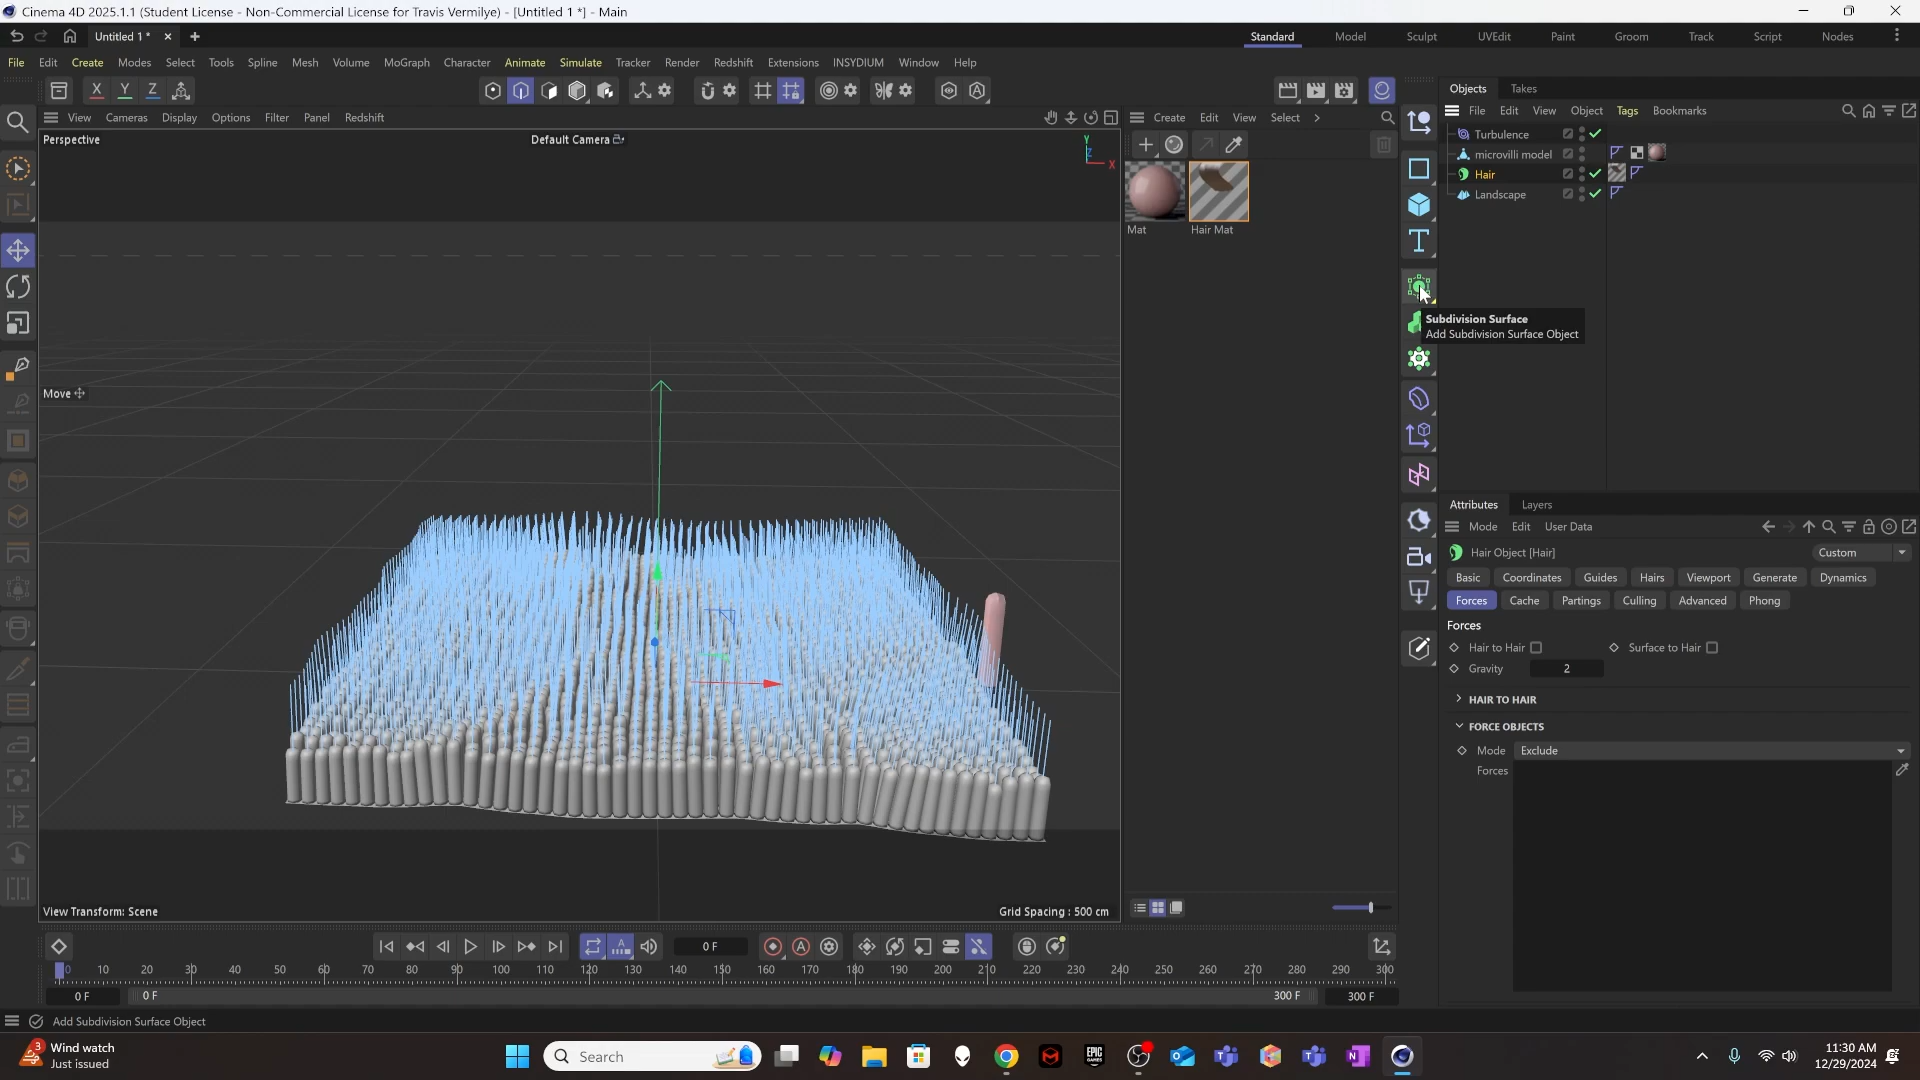 Cinema 4D 2025.1.1 (Student License - Non-Commercial License for Travis Vermilye) - [Untitled 1 *] - Main
Untitled 1 *
Standard Model Sculpt UVEdit Paint Groom Track Script Nodes
File Edit Create Modes Select Tools Spline Mesh Volume MoGraph Character Animate Simulate Tracker Render Redshift Extensions INSYDIUM Window Help
X Y Z
Objects Takes
File Edit View Object Tags Bookmarks
View Cameras Display Options Filter Panel Redshift
Create Edit View Select
Perspective
Default Camera
Y
Z
X
Turbulence
microvilli model
Hair
Landscape
Mat
Hair Mat
Subdivision Surface
Add Subdivision Surface Object
Move
Attributes Layers
Mode Edit User Data
Hair Object [Hair]
Custom
Basic Coordinates Guides Hairs Viewport Generate Dynamics
Forces Cache Partings Culling Advanced Phong
Forces
Hair to Hair
Surface to Hair
Gravity 2
HAIR TO HAIR
FORCE OBJECTS
Mode Exclude
Forces
View Transform: Scene
Grid Spacing : 500 cm
0 F
0 10 20 30 40 50 60 70 80 90 100 110 120 130 140 150 160 170 180 190 200 210 220 230 240 250 260 270 280 290 300
0 F
0 F
300 F
300 F
Add Subdivision Surface Object
3
Wind watch
Just issued
Search
EPIC GAMES
11:30 AM
12/29/2024